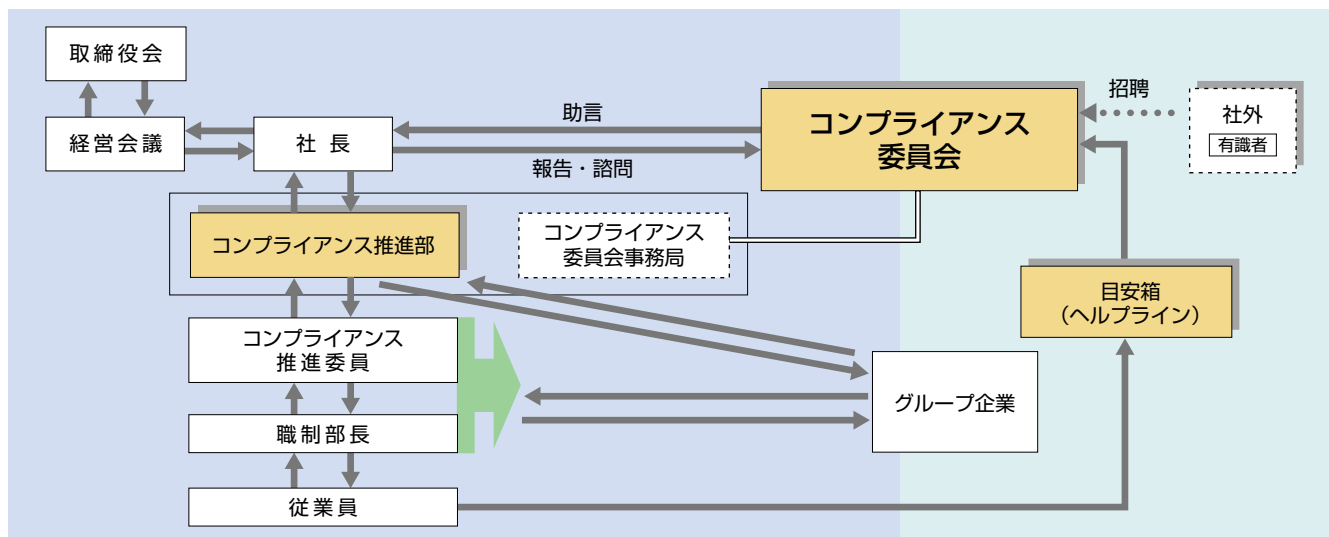 取締役会
経営会議
社長
助言
報告・諮問
コンプライアンス
委員会
招聘
社外
有識者
コンプライアンス推進部
コンプライアンス
委員会事務局
目安箱
（ヘルプライン）
コンプライアンス
推進委員
グループ企業
職制部長
従業員